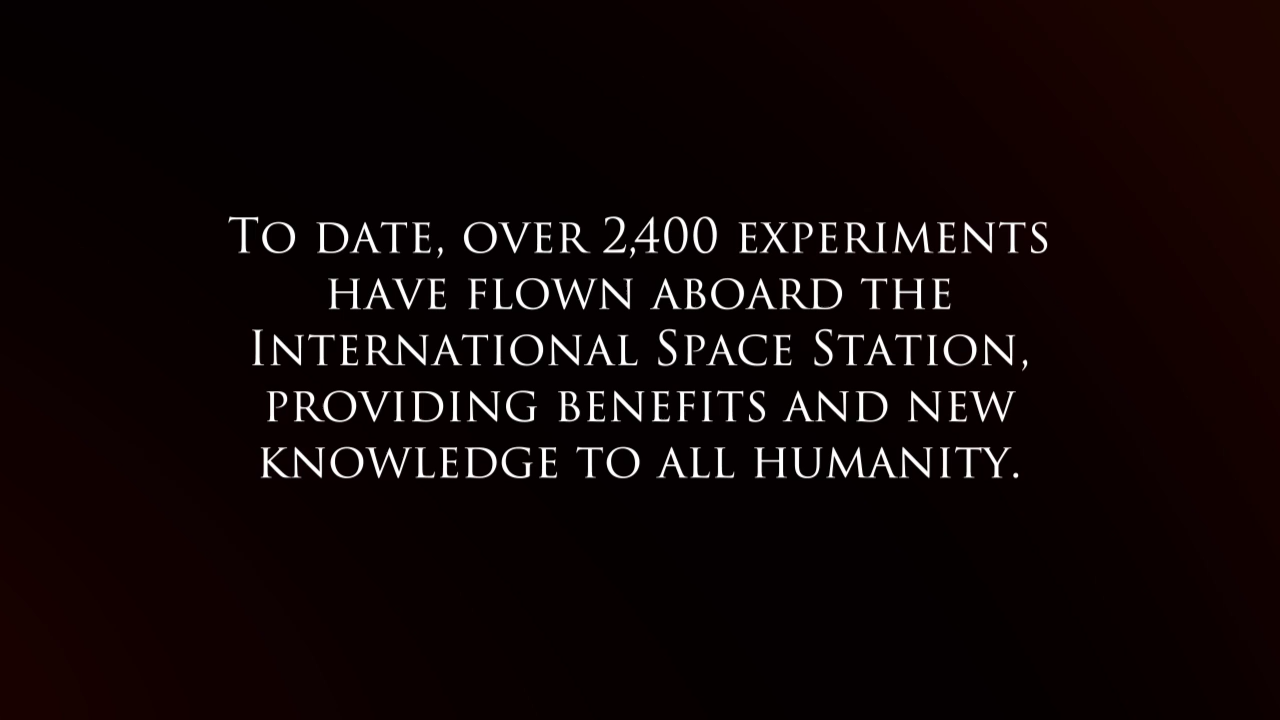 To date, over 2,400 experiments
have flown aboard the
International Space Station,
providing benefits and new
knowledge to all humanity.